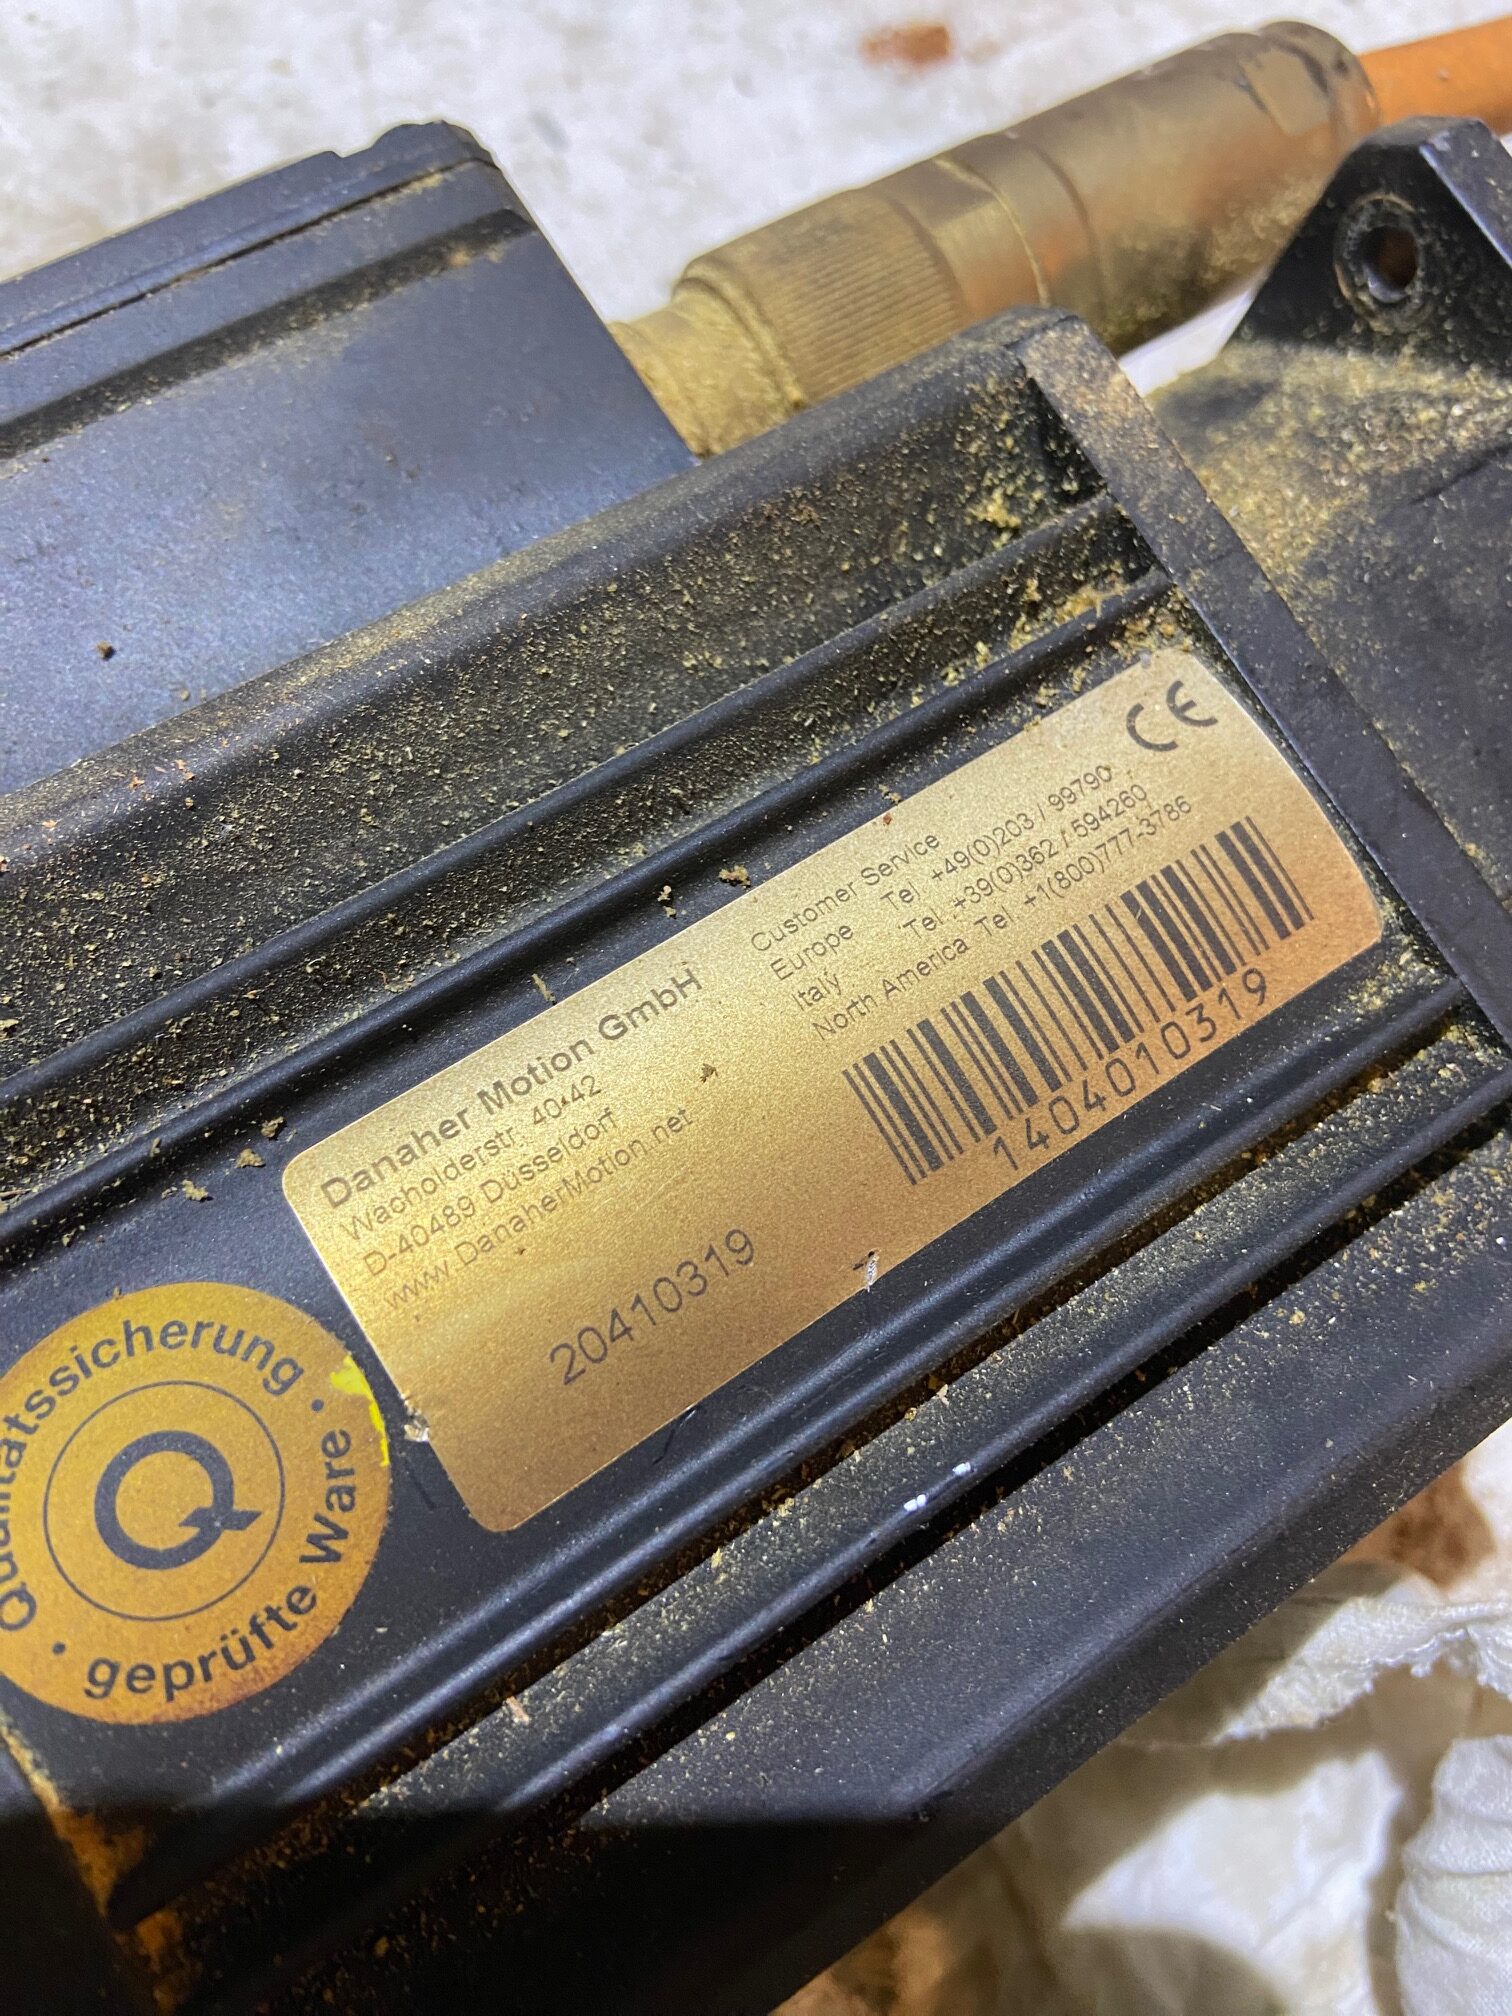 CE
Danaher Motion GmbH
Wacholderstr. 40-42
D-40489 Düsseldorf
www.DanaherMotion.net
Customer Service
Europe Tel .+49(0)203 / 99790
Italy Tel .+39(0)362 / 594260
North America Tel .+1(800)777-3786
1404010319
20410319
Qualitätssicherung
Q
· geprüfte Ware ·